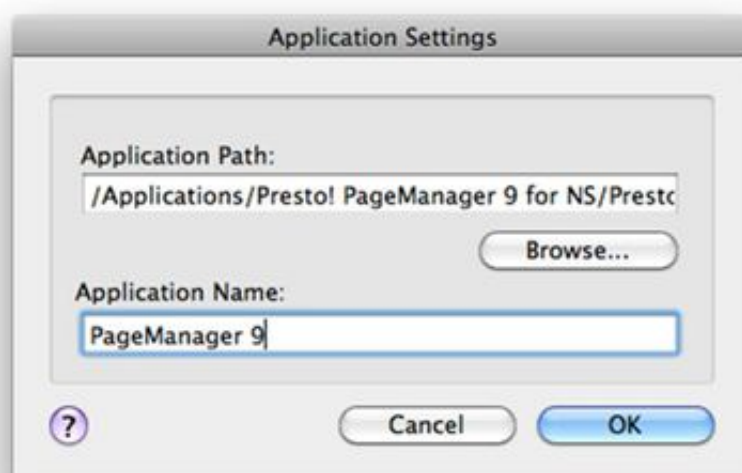 Application Settings
Application Path:
/Applications/Presto! PageManager 9 for NS/Presto
Browse...
Application Name:
PageManager 9
?
Cancel OK